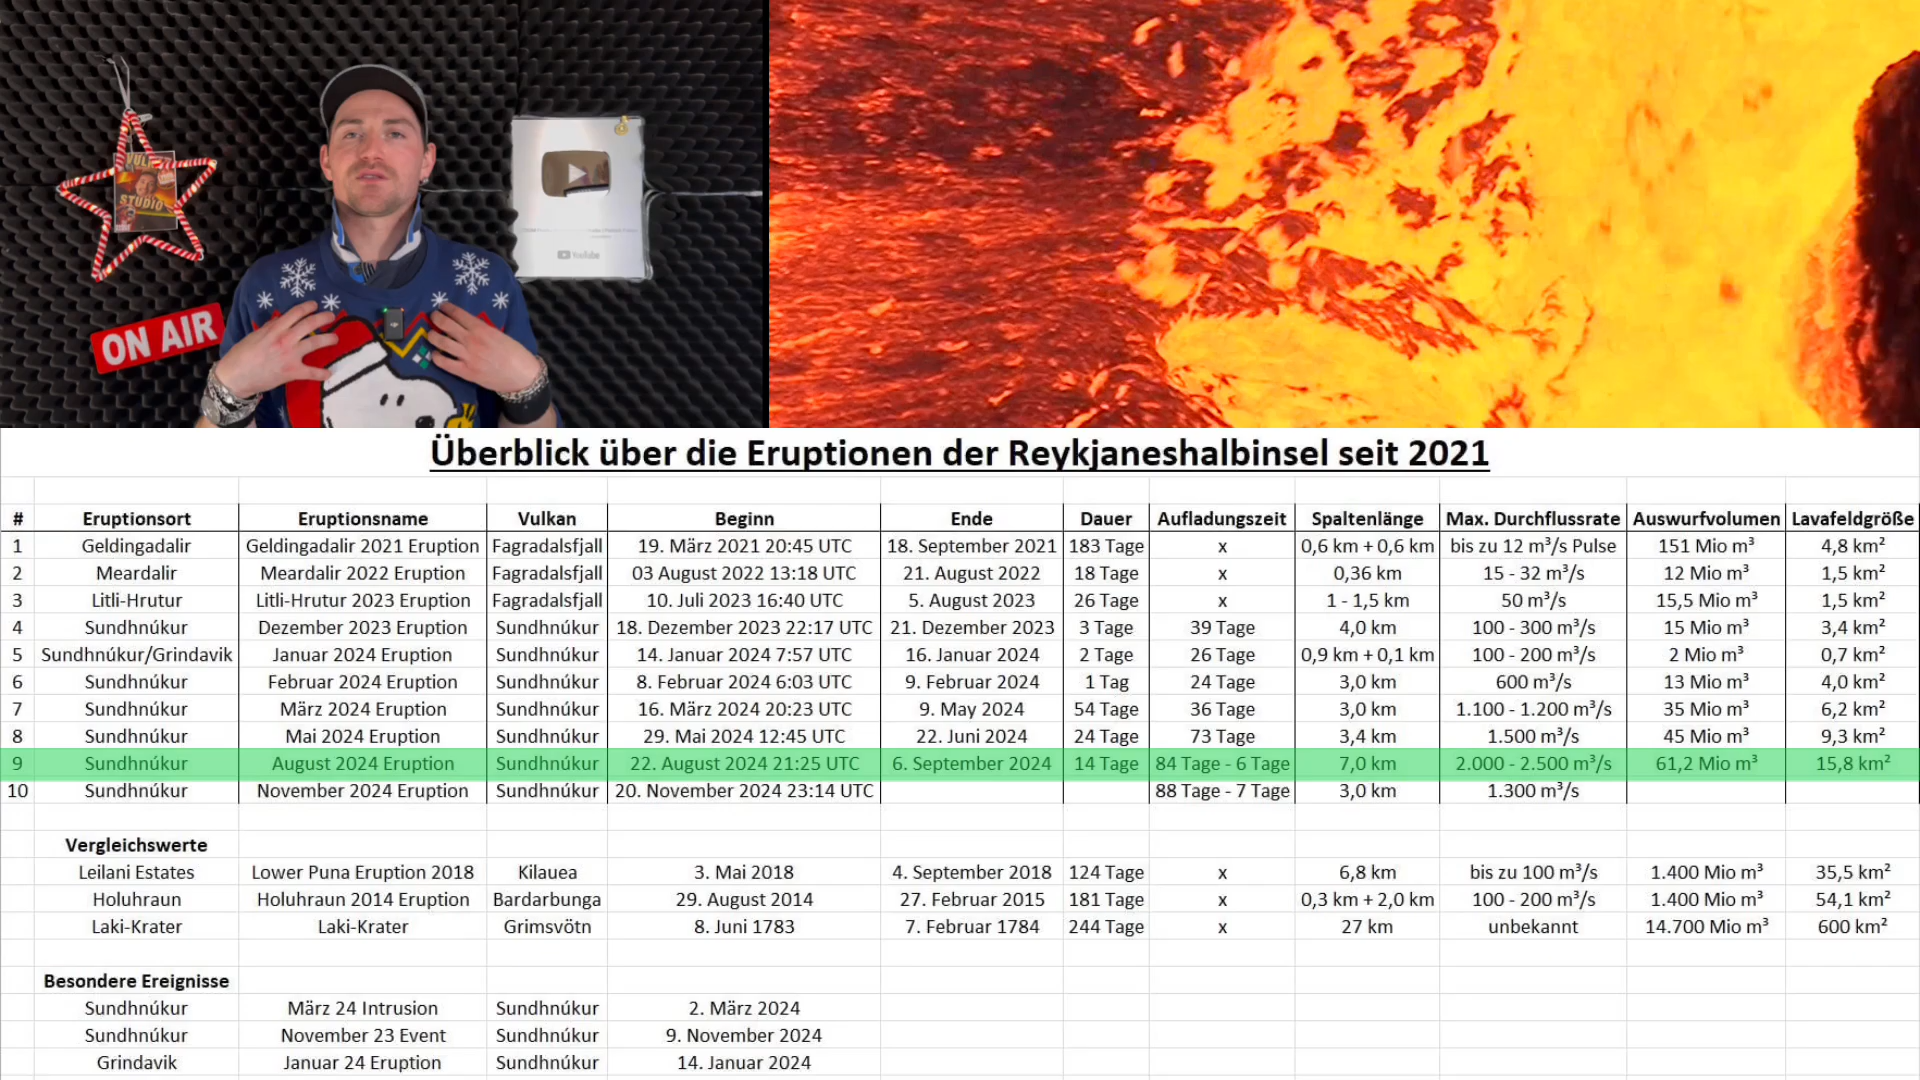 VUL
STUDIO
ON AIR
YouTube
Überblick über die Eruptionen der Reykjaneshalbinsel seit 2021
# Eruptionsort Eruptionsname Vulkan Beginn Ende Dauer Aufladungszeit Spaltenlänge Max. Durchflussrate Auswurfvolumen Lavafeldgröße
1 Geldingadalir Geldingadalir 2021 Eruption Fagradalsfjall 19. März 2021 20:45 UTC 18. September 2021 183 Tage x 0,6 km + 0,6 km bis zu 12 m³/s Pulse 151 Mio m³ 4,8 km²
2 Meardalir Meardalir 2022 Eruption Fagradalsfjall 03 August 2022 13:18 UTC 21. August 2022 18 Tage x 0,36 km 15 - 32 m³/s 12 Mio m³ 1,5 km²
3 Litli-Hrutur Litli-Hrutur 2023 Eruption Fagradalsfjall 10. Juli 2023 16:40 UTC 5. August 2023 26 Tage x 1 - 1,5 km 50 m³/s 15,5 Mio m³ 1,5 km²
4 Sundhnúkur Dezember 2023 Eruption Sundhnúkur 18. Dezember 2023 22:17 UTC 21. Dezember 2023 3 Tage 39 Tage 4,0 km 100 - 300 m³/s 15 Mio m³ 3,4 km²
5 Sundhnúkur/Grindavik Januar 2024 Eruption Sundhnúkur 14. Januar 2024 7:57 UTC 16. Januar 2024 2 Tage 26 Tage 0,9 km + 0,1 km 100 - 200 m³/s 2 Mio m³ 0,7 km²
6 Sundhnúkur Februar 2024 Eruption Sundhnúkur 8. Februar 2024 6:03 UTC 9. Februar 2024 1 Tag 24 Tage 3,0 km 600 m³/s 13 Mio m³ 4,0 km²
7 Sundhnúkur März 2024 Eruption Sundhnúkur 16. März 2024 20:23 UTC 9. May 2024 54 Tage 36 Tage 3,0 km 1.100 - 1.200 m³/s 35 Mio m³ 6,2 km²
8 Sundhnúkur Mai 2024 Eruption Sundhnúkur 29. Mai 2024 12:45 UTC 22. Juni 2024 24 Tage 73 Tage 3,4 km 1.500 m³/s 45 Mio m³ 9,3 km²
9 Sundhnúkur August 2024 Eruption Sundhnúkur 22. August 2024 21:25 UTC 6. September 2024 14 Tage 84 Tage - 6 Tage 7,0 km 2.000 - 2.500 m³/s 61,2 Mio m³ 15,8 km²
10 Sundhnúkur November 2024 Eruption Sundhnúkur 20. November 2024 23:14 UTC 88 Tage - 7 Tage 3,0 km 1.300 m³/s
Vergleichswerte
Leilani Estates Lower Puna Eruption 2018 Kilauea 3. Mai 2018 4. September 2018 124 Tage x 6,8 km bis zu 100 m³/s 1.400 Mio m³ 35,5 km²
Holuhraun Holuhraun 2014 Eruption Bardarbunga 29. August 2014 27. Februar 2015 181 Tage x 0,3 km + 2,0 km 100 - 200 m³/s 1.400 Mio m³ 54,1 km²
Laki-Krater Laki-Krater Grimsvötn 8. Juni 1783 7. Februar 1784 244 Tage x 27 km unbekannt 14.700 Mio m³ 600 km²
Besondere Ereignisse
Sundhnúkur März 24 Intrusion Sundhnúkur 2. März 2024
Sundhnúkur November 23 Event Sundhnúkur 9. November 2024
Grindavik Januar 24 Eruption Sundhnúkur 14. Januar 2024